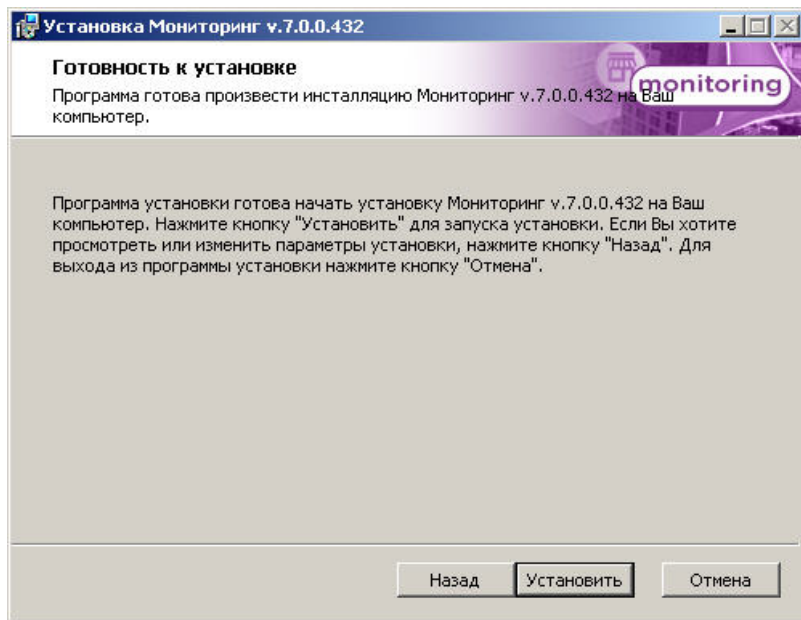 Установка Мониторинг v.7.0.0.432
Готовность к установке
Программа готова произвести инсталляцию Мониторинг v.7.0.0.432 на Ваш
компьютер.
monitoring
Программа установки готова начать установку Мониторинг v.7.0.0.432 на Ваш
компьютер. Нажмите кнопку "Установить" для запуска установки. Если Вы хотите
просмотреть или изменить параметры установки, нажмите кнопку "Назад". Для
выхода из программы установки нажмите кнопку "Отмена".
Назад
Установить
Отмена